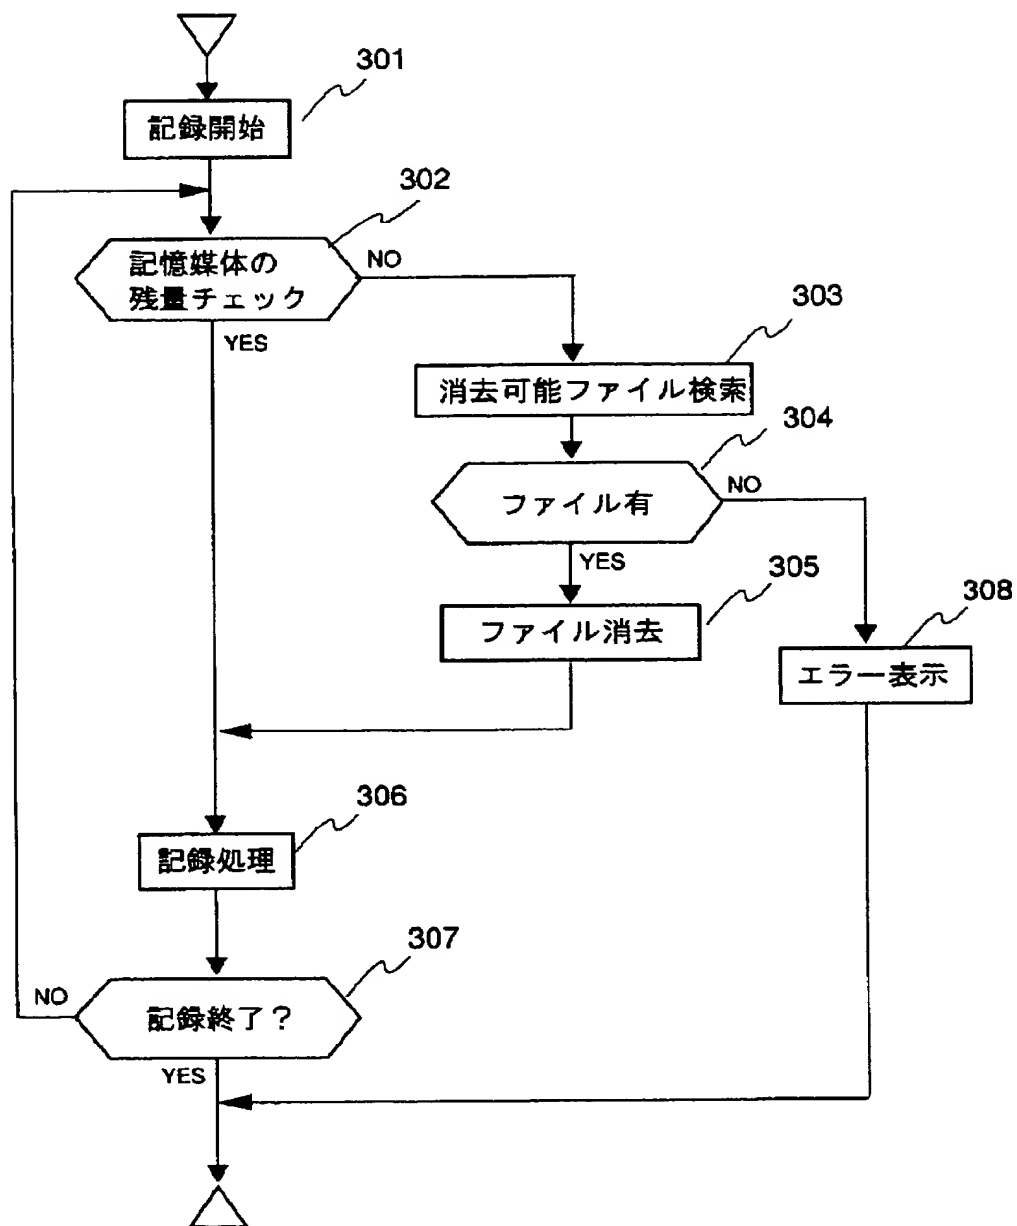 301
記録開始
302
記憶媒体の
残量チェック
NO
YES
303
消去可能ファイル検索
304
ファイル有
NO
YES
305
ファイル消去
308
エラー表示
306
記録処理
307
記録終了?
NO
YES